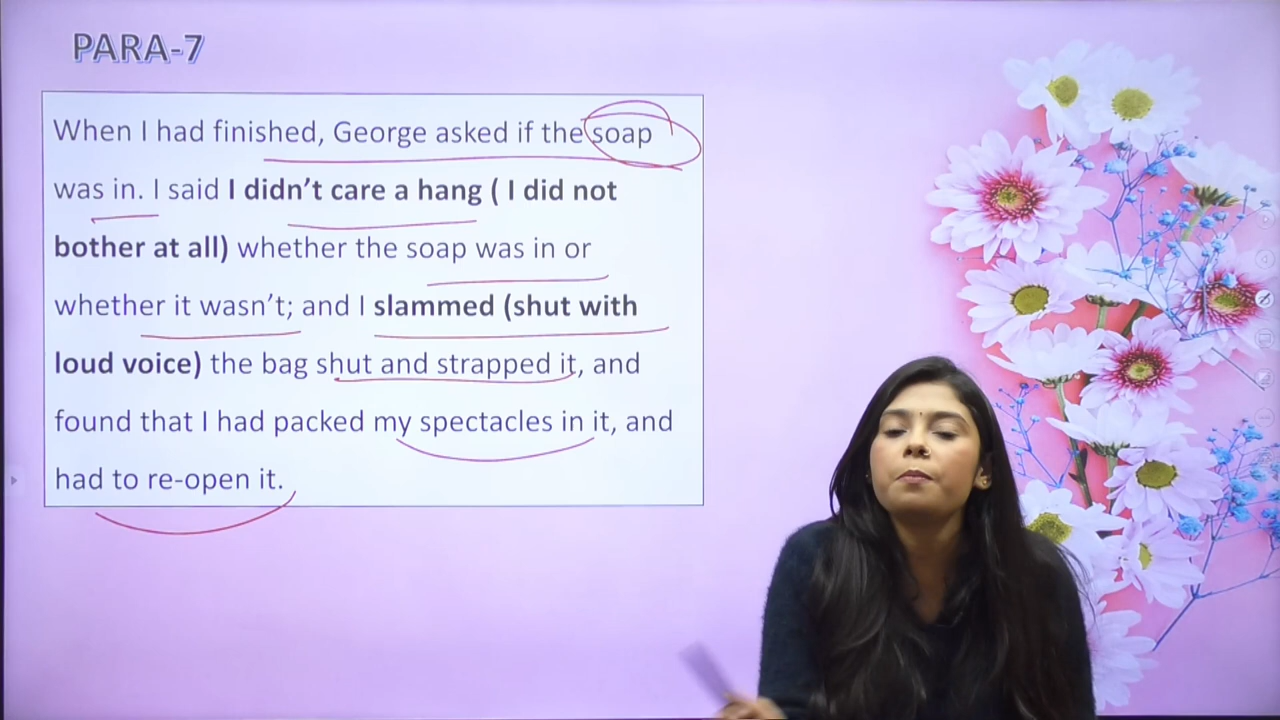 PARA-7
When I had finished, George asked if the soap
was in. I said I didn't care a hang ( I did not
bother at all) whether the soap was in or
whether it wasn't; and I slammed (shut with
loud voice) the bag shut and strapped it, and
found that I had packed my spectacles in it, and
had to re-open it.